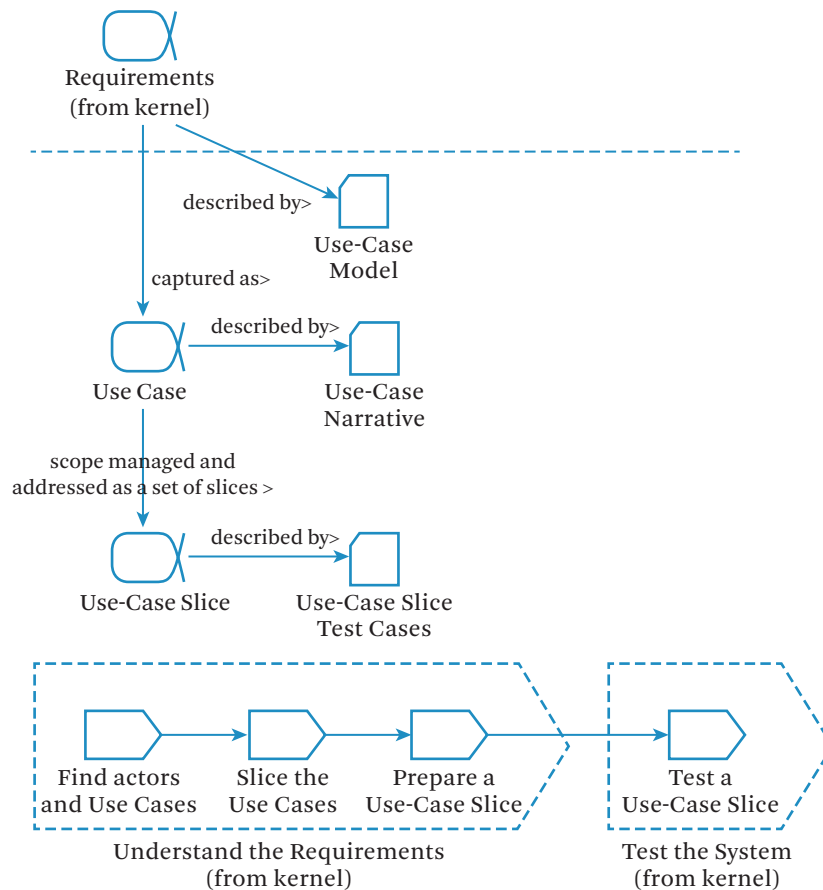 Requirements
(from kernel)
described by>
Use-Case
Model
captured as>
described by>
Use Case
Use-Case
Narrative
scope managed and
addressed as a set of slices >
described by>
Use-Case Slice
Use-Case Slice
Test Cases
Find actors
and Use Cases
Slice the
Use Cases
Prepare a
Use-Case Slice
Test a
Use-Case Slice
Understand the Requirements
(from kernel)
Test the System
(from kernel)